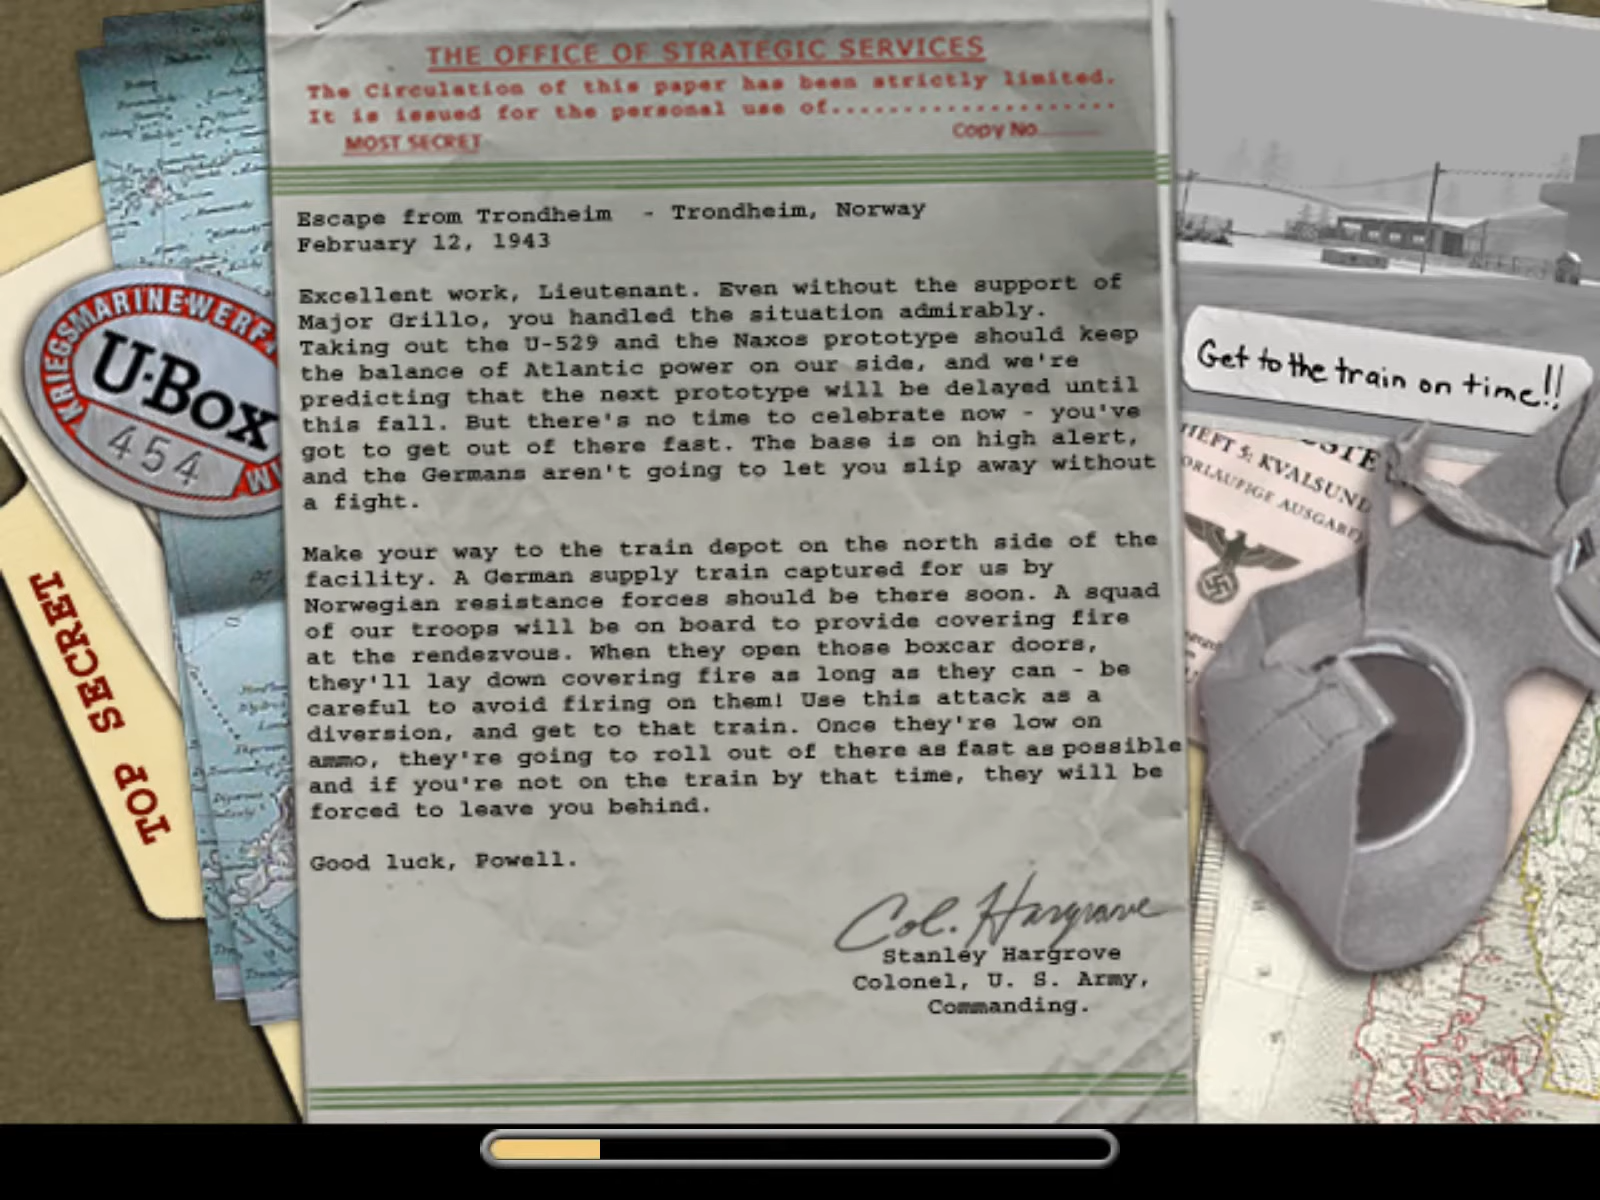 THE OFFICE OF STRATEGIC SERVICES
The Circulation of this paper has been strictly limited.
It is issued for the personal use of.....................
MOST SECRET
Copy No.
Escape from Trondheim - Trondheim, Norway
February 12, 1943
Excellent work, Lieutenant. Even without the support of
Major Grillo, you handled the situation admirably.
Taking out the U-529 and the Naxos prototype should keep
the balance of Atlantic power on our side, and we're
predicting that the next prototype will be delayed until
this fall. But there's no time to celebrate now - you've
got to get out of there fast. The base is on high alert,
and the Germans aren't going to let you slip away without
a fight.
Make your way to the train depot on the north side of the
facility. A German supply train captured for us by
Norwegian resistance forces should be there soon. A squad
of our troops will be on board to provide covering fire
at the rendezvous. When they open those boxcar doors,
they'll lay down covering fire as long as they can - be
careful to avoid firing on them! Use this attack as a
diversion, and get to that train. Once they're low on
ammo, they're going to roll out of there as fast as possible
and if you're not on the train by that time, they will be
forced to leave you behind.
Good luck, Powell.
Col. Hargrove
Stanley Hargrove
Colonel, U. S. Army,
Commanding.
KRIEGSMARINEWERFA
U-BOX
454
WI
TOP SECRET
Get to the train on time!!
HEFT 5: KVALSUND